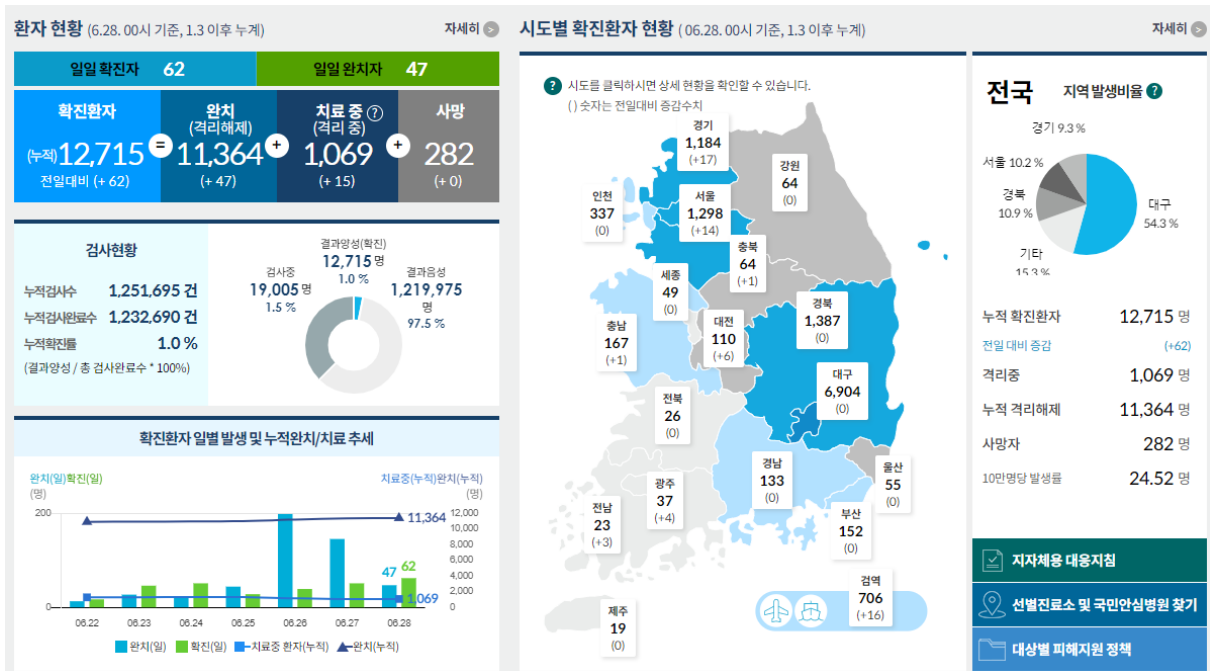 환자 현황 (6.28. 00시 기준, 1.3 이후 누계)
자세히 >
일일 확진자 62
일일 완치자 47
확진환자
(누적)12,715
전일대비 (+ 62)
=
완치
(격리해제)
11,364
(+ 47)
+
치료 중 ?
(격리 중)
1,069
(+ 15)
+
사망
282
(+ 0)
검사현황
누적검사수 1,251,695 건
누적검사완료수 1,232,690 건
누적확진률 1.0 %
(결과양성 / 총 검사완료수 * 100%)
결과양성(확진)
12,715 명
1.0 %
검사중
19,005 명
1.5 %
결과음성
1,219,975
명
97.5 %
확진환자 일별 발생 및 누적완치/치료 추세
완치(일)확진(일)
(명)
치료중(누적)완치(누적)
(명)
200
0
12,000
10,000
8,000
6,000
4,000
2,000
0
11,364
47
62
1,069
06.22
06.23
06.24
06.25
06.26
06.27
06.28
완치(일)
확진(일)
치료중 환자(누적)
완치(누적)
시도별 확진환자 현황 ( 06.28. 00시 기준, 1.3 이후 누계)
자세히 >
? 시도를 클릭하시면 상세 현황을 확인할 수 있습니다.
( ) 숫자는 전일대비 증감수치
경기
1,184
(+17)
강원
64
(0)
인천
337
(0)
서울
1,298
(+14)
충북
64
(+1)
세종
49
(0)
경북
1,387
(0)
대전
110
(+6)
충남
167
(+1)
대구
6,904
(0)
전북
26
(0)
경남
133
(0)
울산
55
(0)
광주
37
(+4)
전남
23
(+3)
부산
152
(0)
검역
706
(+16)
제주
19
(0)
전국
지역 발생비율 ?
경기 9.3 %
서울 10.2 %
경북
10.9 %
대구
54.3 %
기타
15.3 %
누적 확진환자 12,715 명
전일 대비 증감 (+62)
격리중 1,069 명
누적 격리해제 11,364 명
사망자 282 명
10만명당 발생률 24.52 명
지자체용 대응지침
선별진료소 및 국민안심병원 찾기
대상별 피해지원 정책